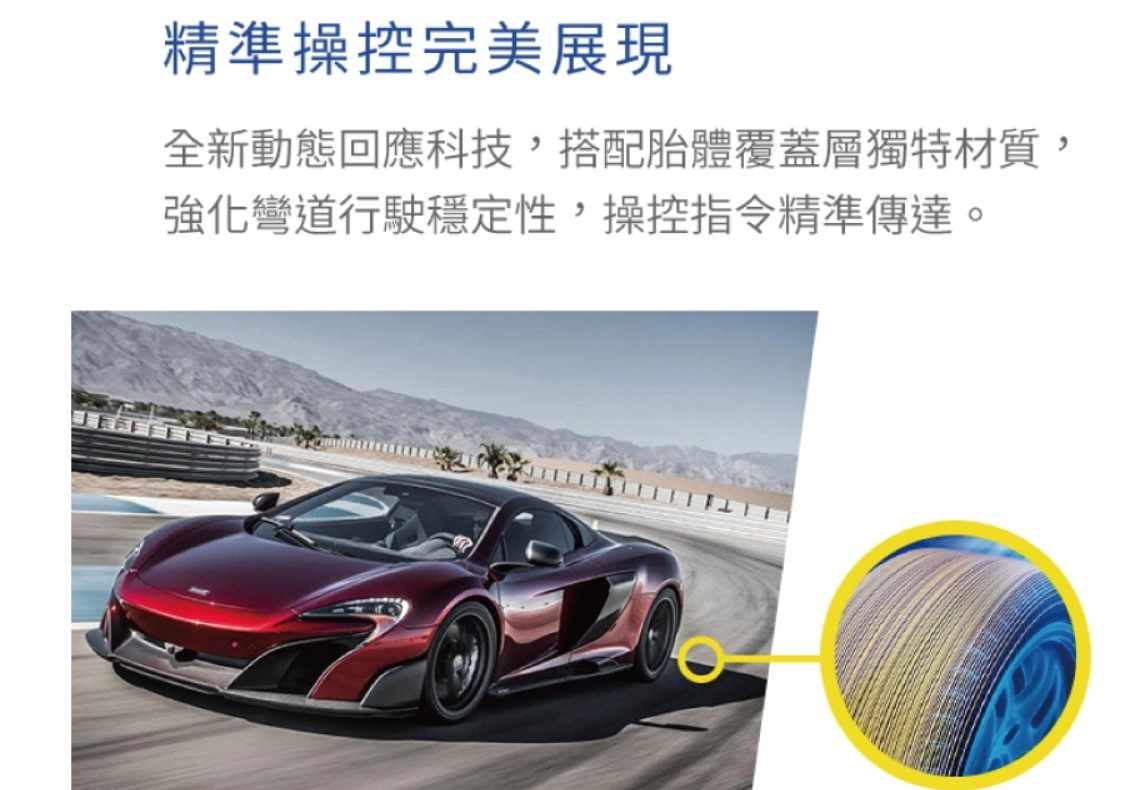 精準操控完美展現
全新動態回應科技，搭配胎體覆蓋層獨特材質，
強化彎道行駛穩定性，操控指令精準傳達。